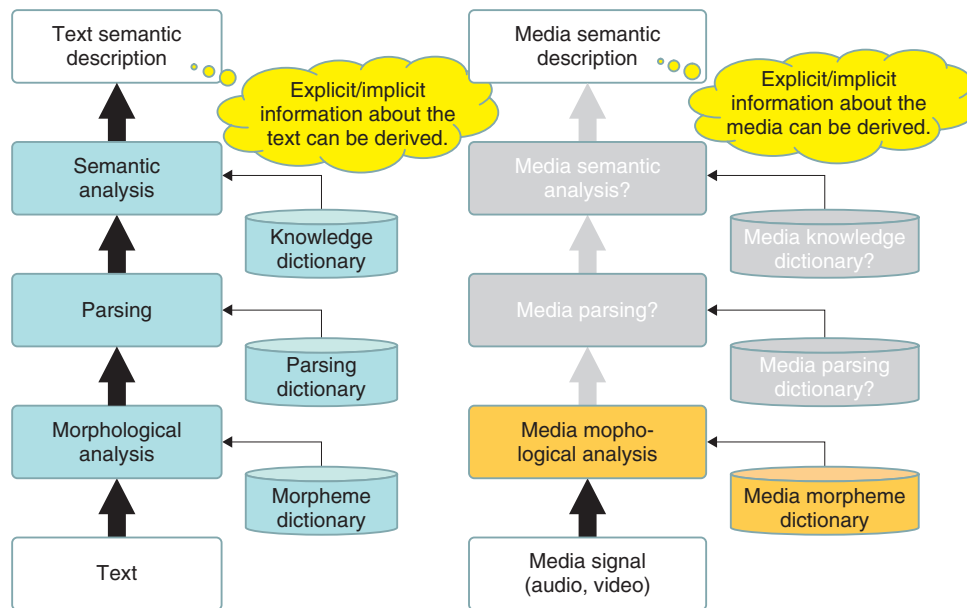 Text semantic
description
Explicit/implicit
information about the
text can be derived.
Semantic
analysis
Knowledge
dictionary
Parsing
Parsing
dictionary
Morphological
analysis
Morpheme
dictionary
Text
Media semantic
description
Explicit/implicit
information about the
media can be derived.
Media semantic
analysis?
Media knowledge
dictionary?
Media parsing?
Media parsing
dictionary?
Media mopho-
logical analysis
Media morpheme
dictionary
Media signal
(audio, video)